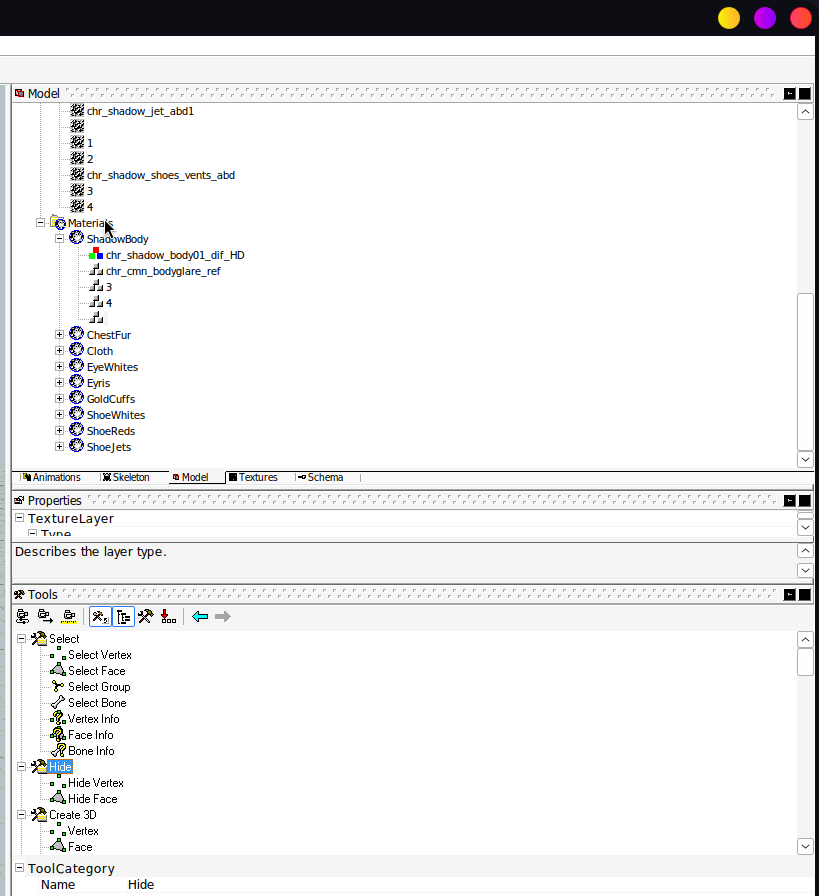 Model
chr_shadow_jet_abd1
1
2
chr_shadow_shoes_vents_abd
3
4
Materials
ShadowBody
chr_shadow_body01_dif_HD
chr_cmn_bodyglare_ref
3
4
ChestFur
Cloth
EyeWhites
Eyris
GoldCuffs
ShoeWhites
ShoeReds
ShoeJets
Animations Skeleton Model Textures Schema
Properties
TextureLayer
Type
Describes the layer type.
Tools
Select
Select Vertex
Select Face
Select Group
Select Bone
Vertex Info
Face Info
Bone Info
Hide
Hide Vertex
Hide Face
Create 3D
Vertex
Face
ToolCategory
Name Hide